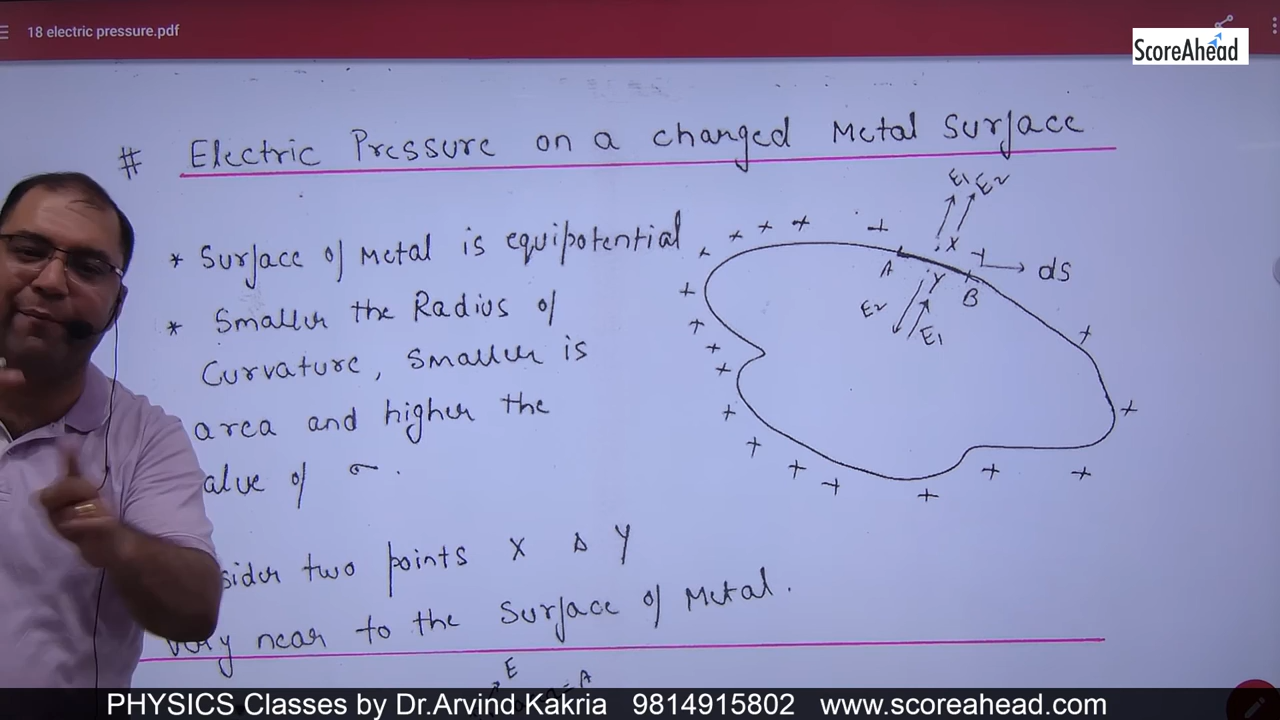 18 electric pressure.pdf
ScoreAhead
# Electric Pressure on a changed Metal Surface
E1 E2
* Surface of Metal is equipotential
+ + + + + + + + + + + + + + + + + + +
X
A
Y
B
ds
E2
E1
* Smaller the Radius of
Curvature, Smaller is
area and higher the
alue of σ.
sider two points X & Y
very near to the Surface of Metal.
E
= A
PHYSICS Classes by Dr.Arvind Kakria 9814915802 www.scoreahead.com